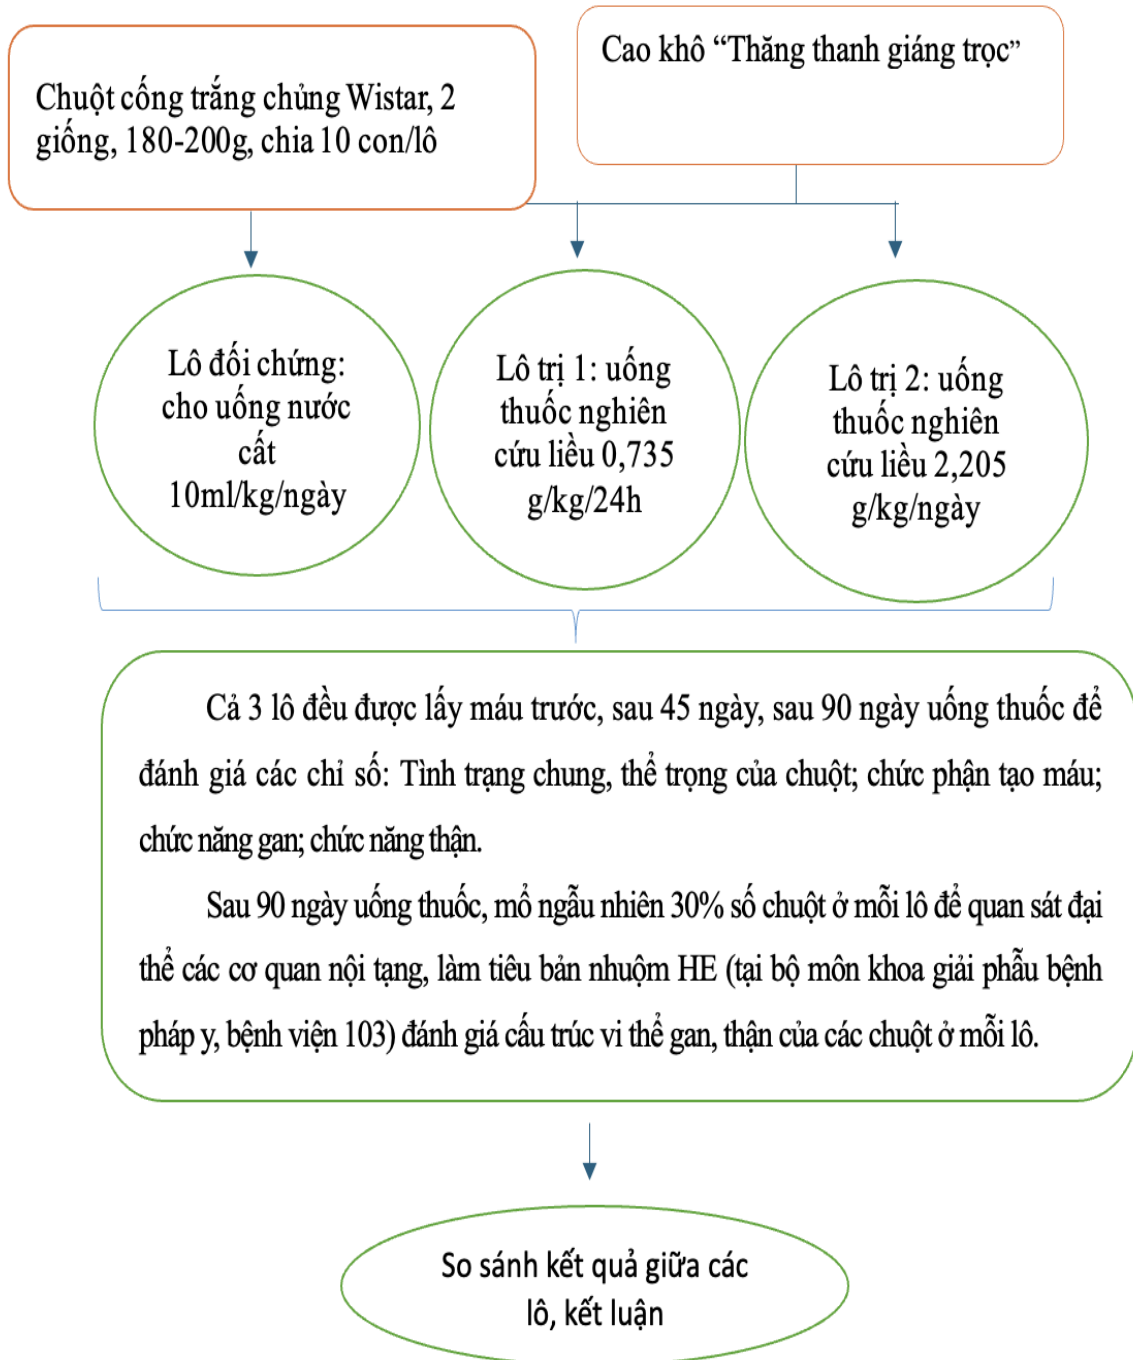 Chuột cống trắng chủng Wistar, 2
giống, 180-200g, chia 10 con/lô
Cao khô “Thăng thanh giáng trọc”
Lô đối chứng:
cho uống nước
cất
10ml/kg/ngày
Lô trị 1: uống
thuốc nghiên
cứu liều 0,735
g/kg/24h
Lô trị 2: uống
thuốc nghiên
cứu liều 2,205
g/kg/ngày
Cả 3 lô đều được lấy máu trước, sau 45 ngày, sau 90 ngày uống thuốc để
đánh giá các chỉ số: Tình trạng chung, thể trọng của chuột; chức phận tạo máu;
chức năng gan; chức năng thận.
Sau 90 ngày uống thuốc, mổ ngẫu nhiên 30% số chuột ở mỗi lô để quan sát đại
thể các cơ quan nội tạng, làm tiêu bản nhuộm HE (tại bộ môn khoa giải phẫu bệnh
pháp y, bệnh viện 103) đánh giá cấu trúc vi thể gan, thận của các chuột ở mỗi lô.
So sánh kết quả giữa các
lô, kết luận